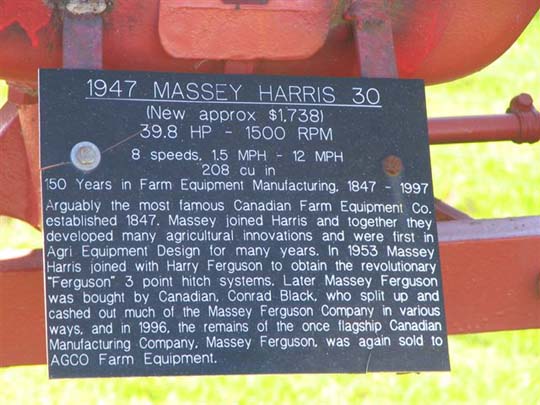 1947 MASSEY HARRIS 30
(New approx $1,738)
39.8 HP - 1500 RPM
8 speeds, 1.5 MPH - 12 MPH
208 cu in
150 Years in Farm Equipment Manufacturing, 1847 - 1997
Arguably the most famous Canadian Farm Equipment Co.
established 1847. Massey joined Harris and together they
developed many agricultural innovations and were first in
Agri Equipment Design for many years. In 1953 Massey
Harris joined with Harry Ferguson to obtain the revolutionary
"Ferguson" 3 point hitch systems. Later Massey Ferguson
was bought by Canadian, Conrad Black, who split up and
cashed out much of the Massey Ferguson Company in various
ways, and in 1996, the remains of the once flagship Canadian
Manufacturing Company, Massey Ferguson, was again sold to
AGCO Farm Equipment.